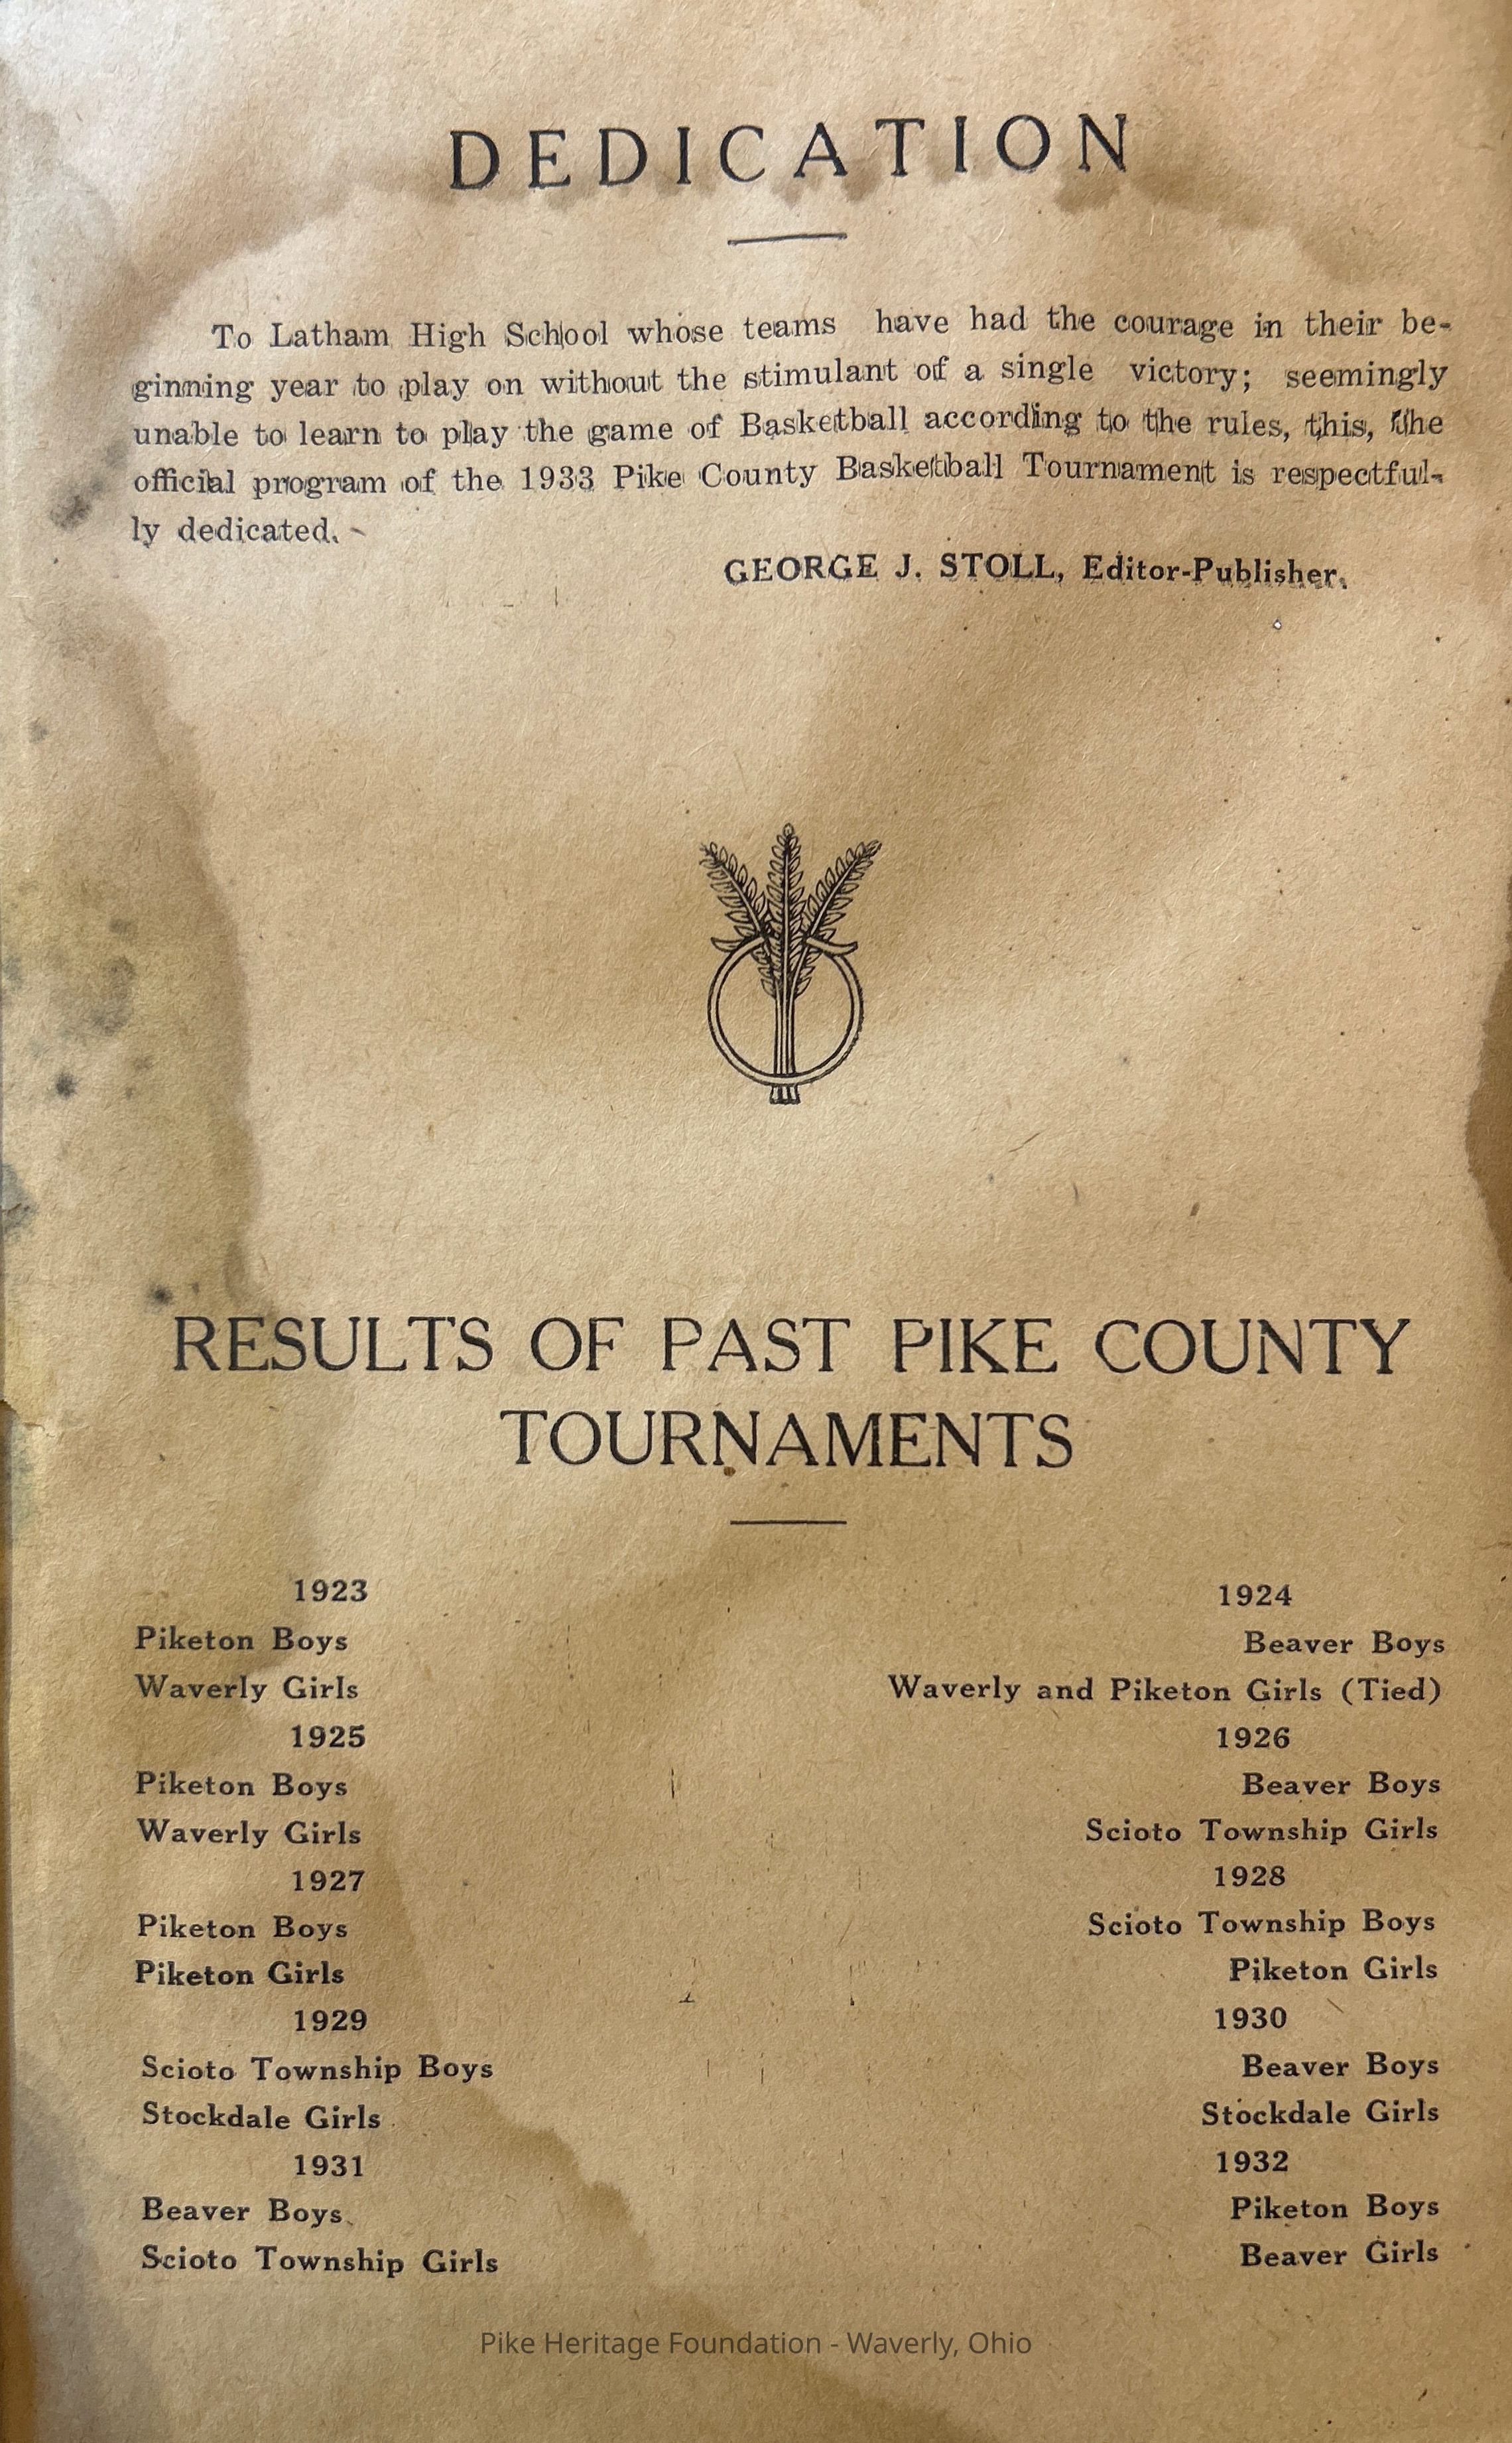 DEDICATION
To Latham High School whose teams have had the courage in their be-
ginning year to play on without the stimulant of a single victory; seemingly
unable to learn to play the game of Basketball according to the rules, this, the
official program of the 1933 Pike County Basketball Tournament is respectful-
ly dedicated.
GEORGE J. STOLL, Editor-Publisher.
RESULTS OF PAST PIKE COUNTY
TOURNAMENTS
1923
Piketon Boys
Waverly Girls
1925
Piketon Boys
Waverly Girls
1927
Piketon Boys
Piketon Girls
1929
Scioto Township Boys
Stockdale Girls
1931
Beaver Boys
Scioto Township Girls
1924
Beaver Boys
Waverly and Piketon Girls (Tied)
1926
Beaver Boys
Scioto Township Girls
1928
Scioto Township Boys
Piketon Girls
1930
Beaver Boys
Stockdale Girls
1932
Piketon Boys
Beaver Girls
Pike Heritage Foundation - Waverly, Ohio